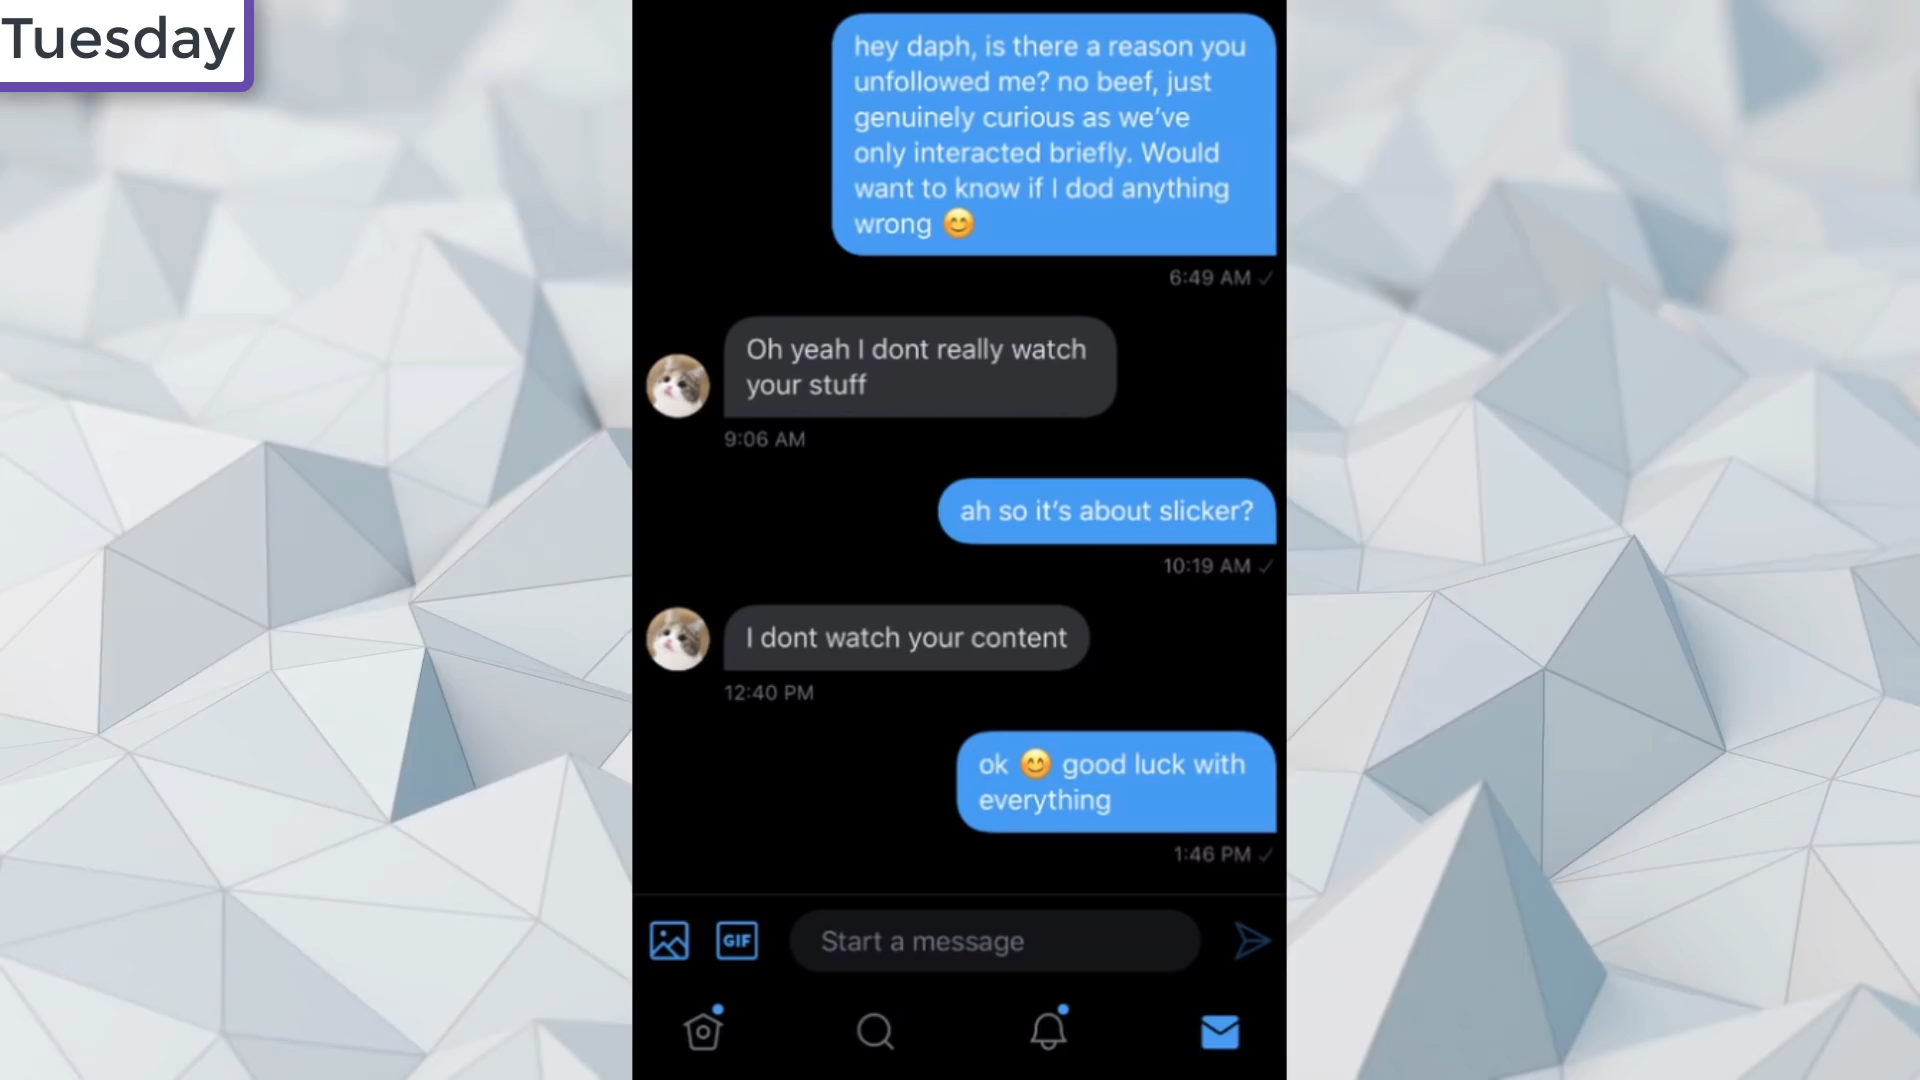 Tuesday
hey daph, is there a reason you
unfollowed me? no beef, just
genuinely curious as we've
only interacted briefly. Would
want to know if I dod anything
wrong 😊
6:49 AM ✓
Oh yeah I dont really watch
your stuff
9:06 AM
ah so it's about slicker?
10:19 AM ✓
I dont watch your content
12:40 PM
ok 😊 good luck with
everything
1:46 PM ✓
GIF
Start a message